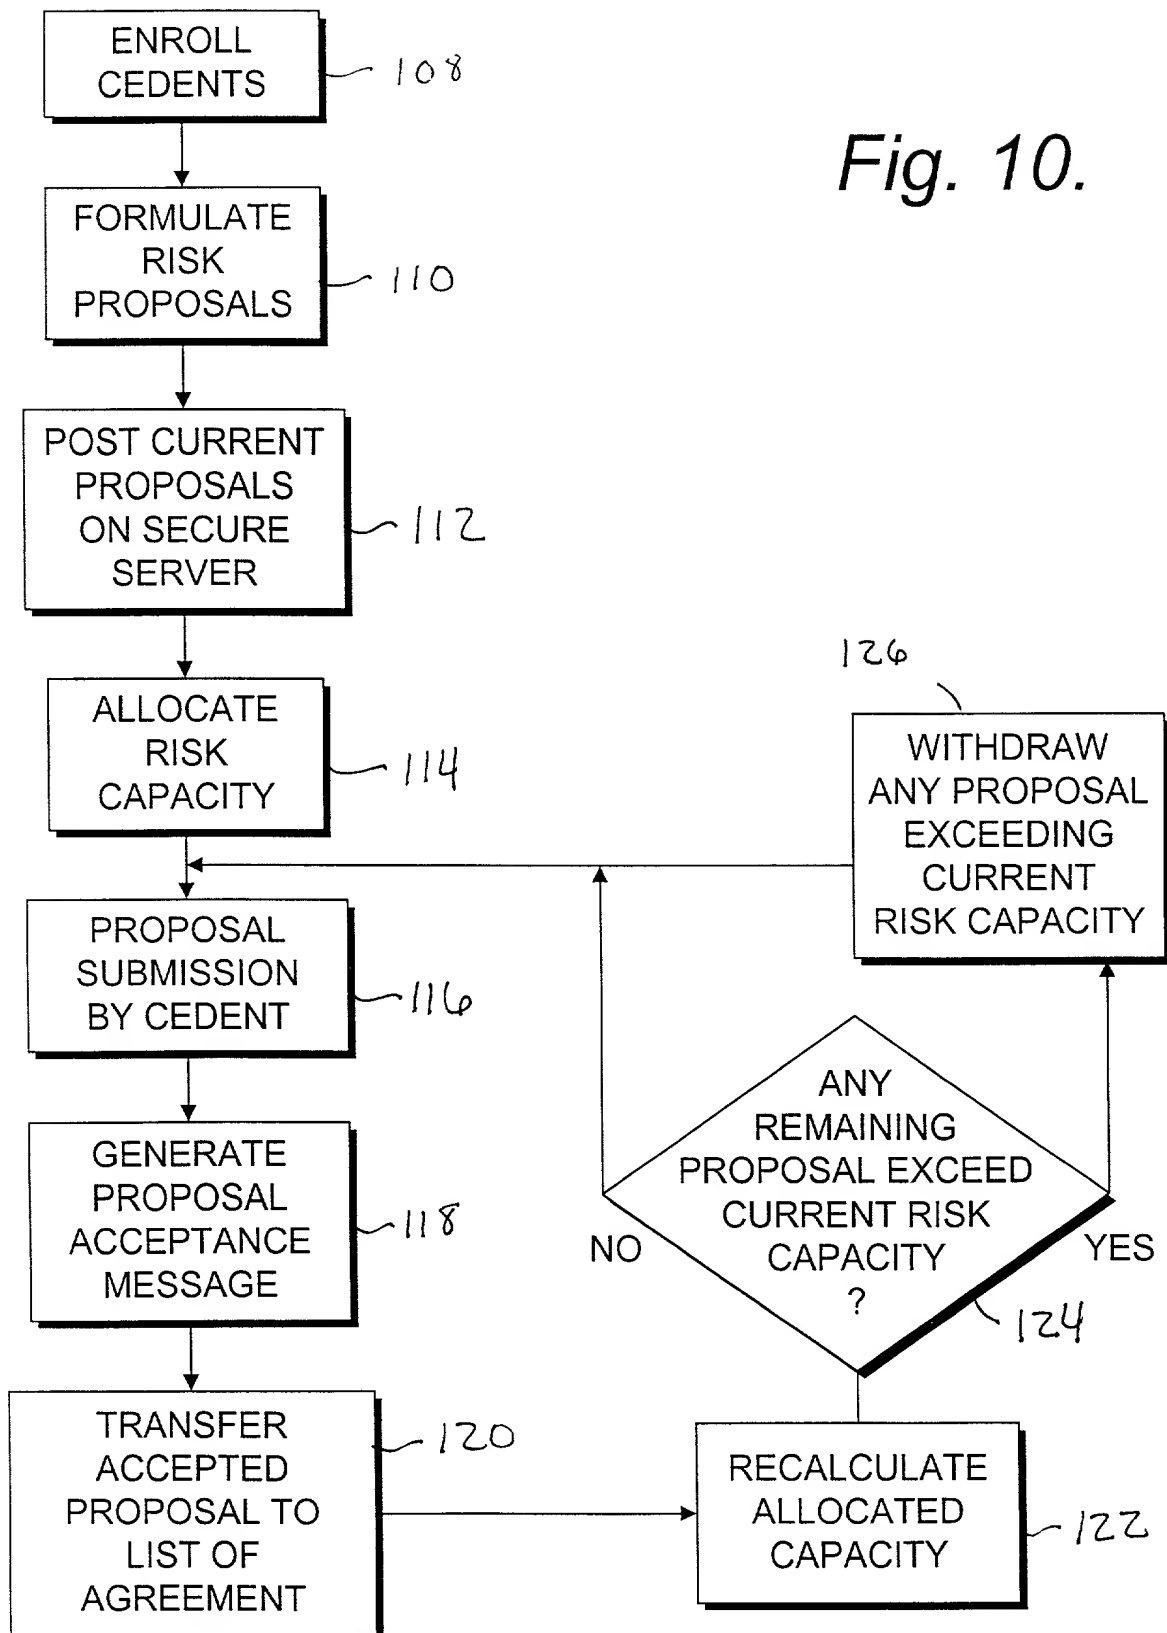 ENROLL
CEDENTS
108
Fig. 10.
FORMULATE
RISK
PROPOSALS
110
POST CURRENT
PROPOSALS
ON SECURE
SERVER
112
ALLOCATE
RISK
CAPACITY
114
126
WITHDRAW
ANY PROPOSAL
EXCEEDING
CURRENT
RISK CAPACITY
PROPOSAL
SUBMISSION
BY CEDENT
116
GENERATE
PROPOSAL
ACCEPTANCE
MESSAGE
118
ANY
REMAINING
PROPOSAL EXCEED
CURRENT RISK
CAPACITY
?
NO
YES
124
TRANSFER
ACCEPTED
PROPOSAL TO
LIST OF
AGREEMENT
120
RECALCULATE
ALLOCATED
CAPACITY
122